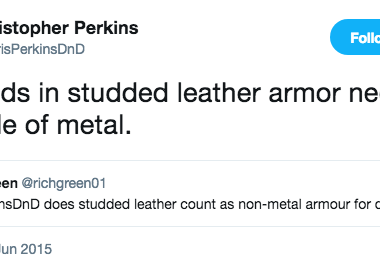 istopher Perkins
risPerkinsDnD
Follo
ds in studded leather armor ne
le of metal.
een @richgreen01
nsDnD does studded leather count as non-metal armour for d
Jun 2015